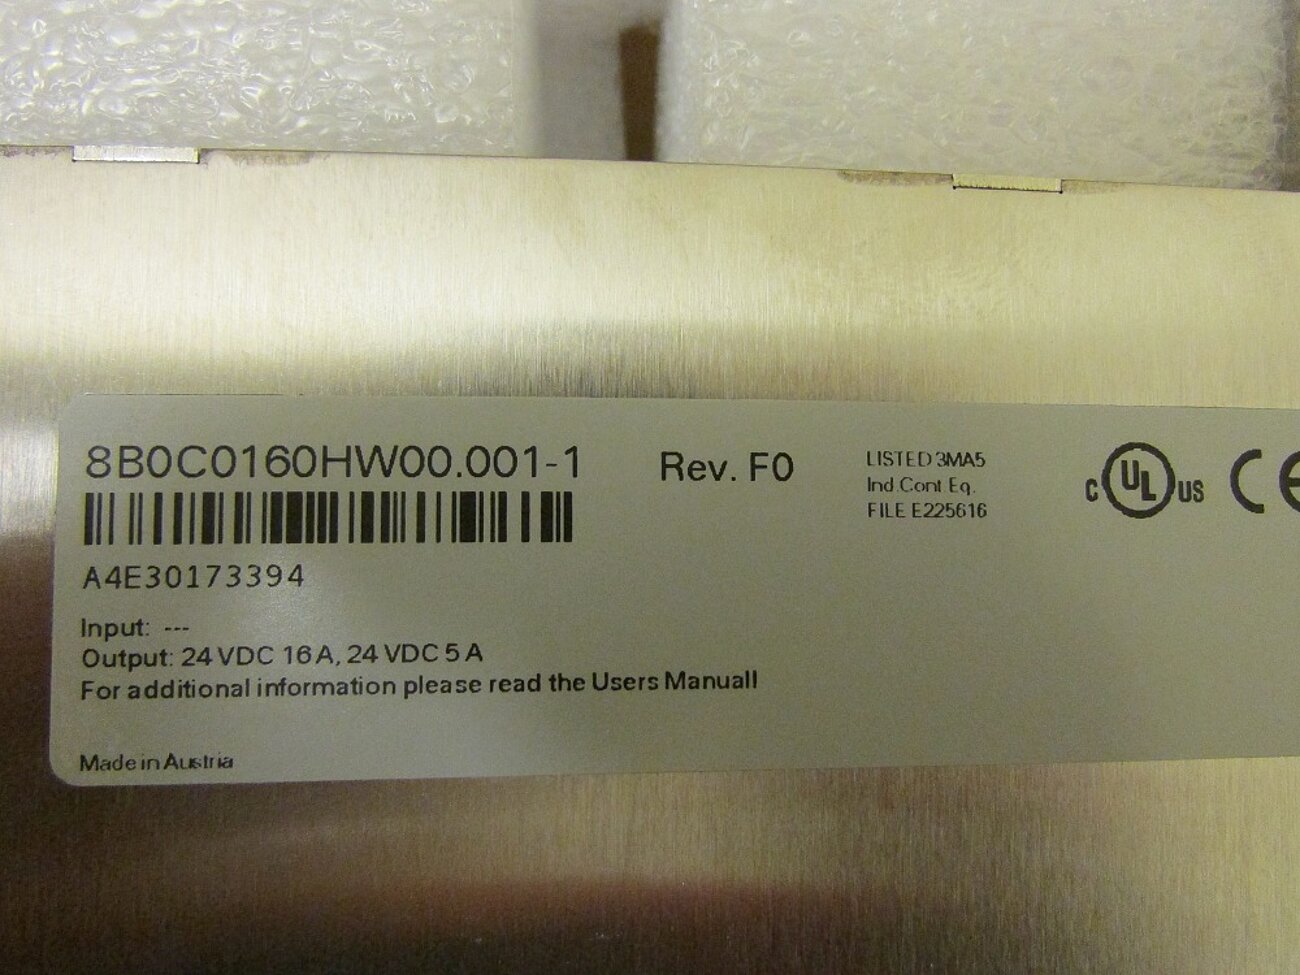 8B0C0160HW00.001-1
Rev. F0
LISTED 3MA5
Ind.Cont.Eq.
FILE E225616
C UL US CE
A4E30173394
Input: ---
Output: 24 VDC 16 A, 24 VDC 5 A
For additional information please read the Users Manuall
Made in Austria